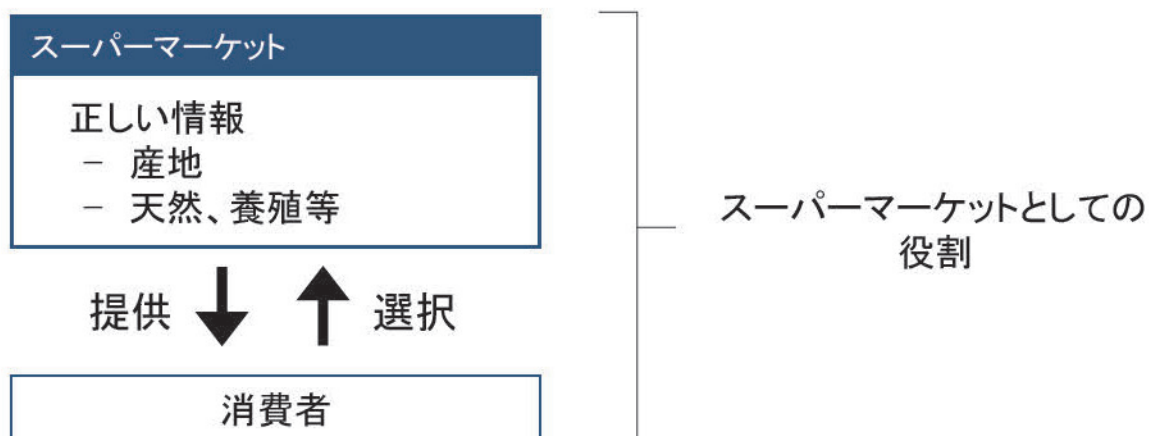 スーパーマーケット
正しい情報
– 産地
– 天然、養殖等
提供
選択
消費者
スーパーマーケットとしての
役割